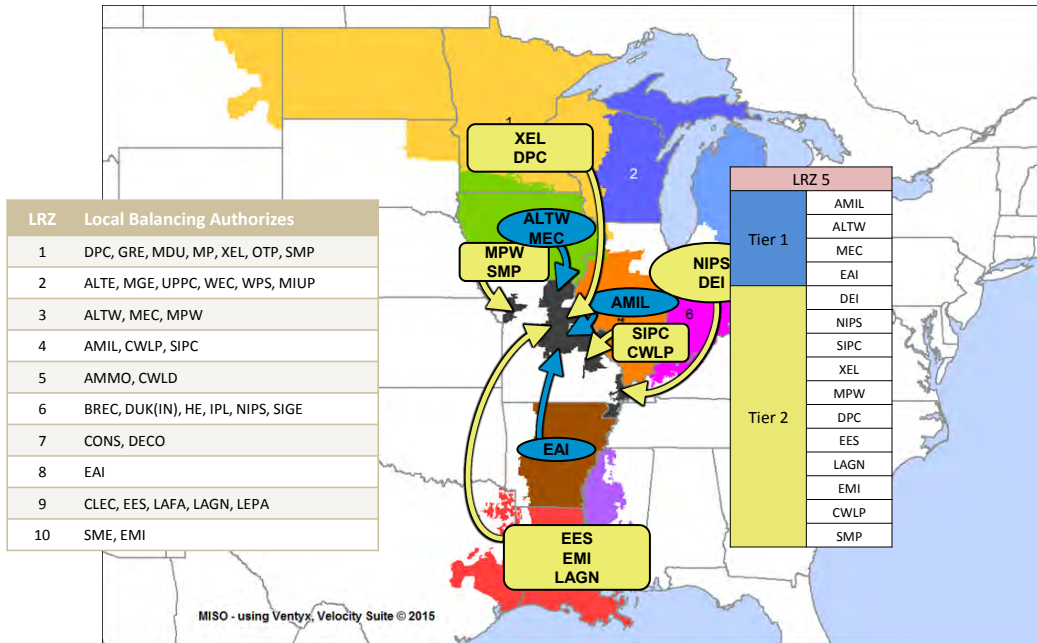 1
XEL
DPC
2
ALTW
MEC
MPW
SMP
NIPS
DEI
AMIL
4
6
SIPC
CWLP
EAI
EES
EMI
LAGN
MISO - using Ventyx, Velocity Suite © 2015
LRZ Local Balancing Authorizes
1 DPC, GRE, MDU, MP, XEL, OTP, SMP
2 ALTE, MGE, UPPC, WEC, WPS, MIUP
3 ALTW, MEC, MPW
4 AMIL, CWLP, SIPC
5 AMMO, CWLD
6 BREC, DUK(IN), HE, IPL, NIPS, SIGE
7 CONS, DECO
8 EAI
9 CLEC, EES, LAFA, LAGN, LEPA
10 SME, EMI
LRZ 5
Tier 1
AMIL
ALTW
MEC
EAI
Tier 2
DEI
NIPS
SIPC
XEL
MPW
DPC
EES
LAGN
EMI
CWLP
SMP